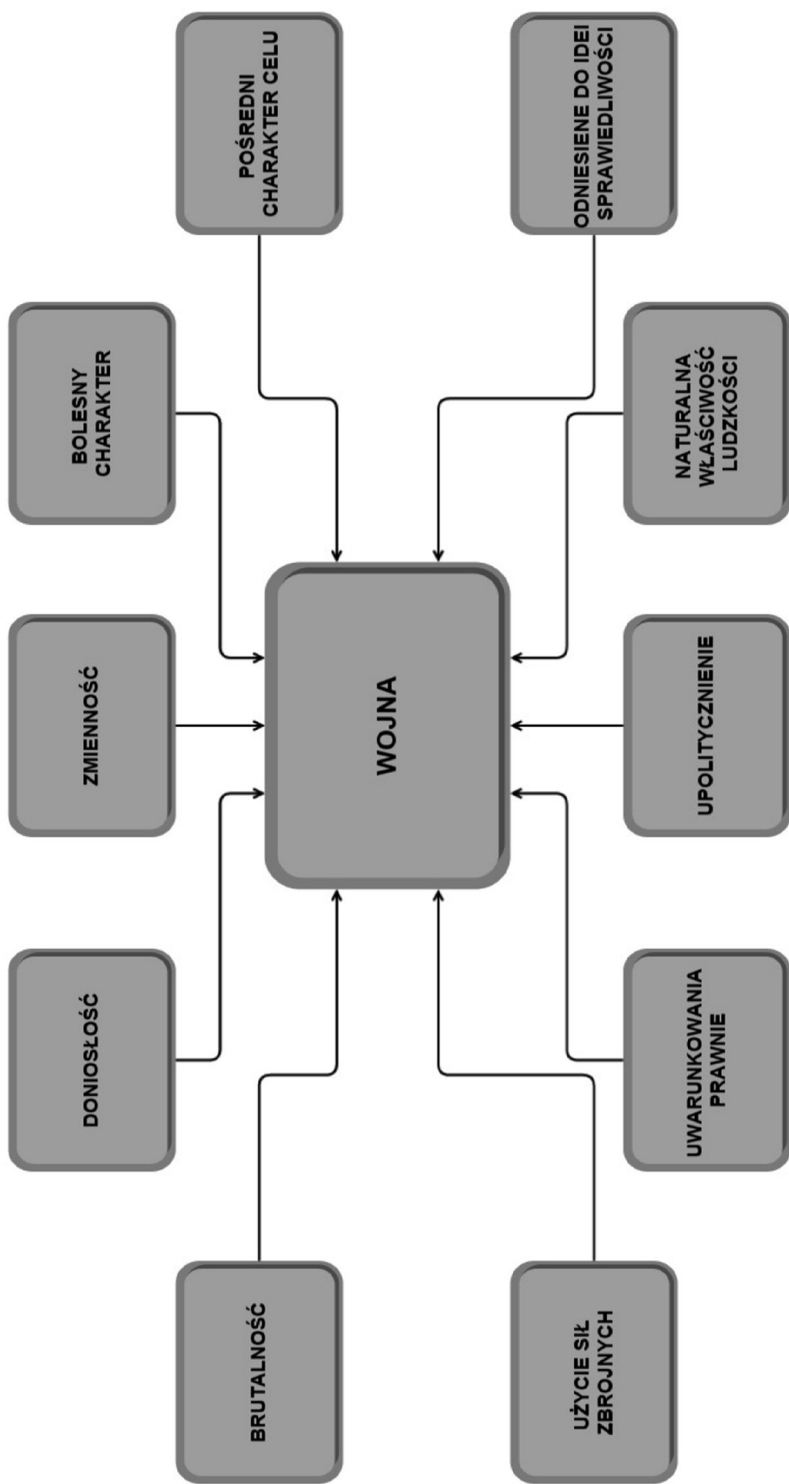 BRUTALNOŚĆ
DONIOSŁOŚĆ
ZMIENNOŚĆ
BOLESNY
CHARAKTER
POŚREDNI
CHARAKTER CELU
WOJNA
UŻYCIE SIŁ
ZBROJNYCH
UWARUNKOWANIA
PRAWNIE
UPOLITYCZNIENIE
NATURALNA
WŁAŚCIWOŚĆ
LUDZKOŚCI
ODNIESIENE DO IDEI
SPRAWIEDLIWOŚCI